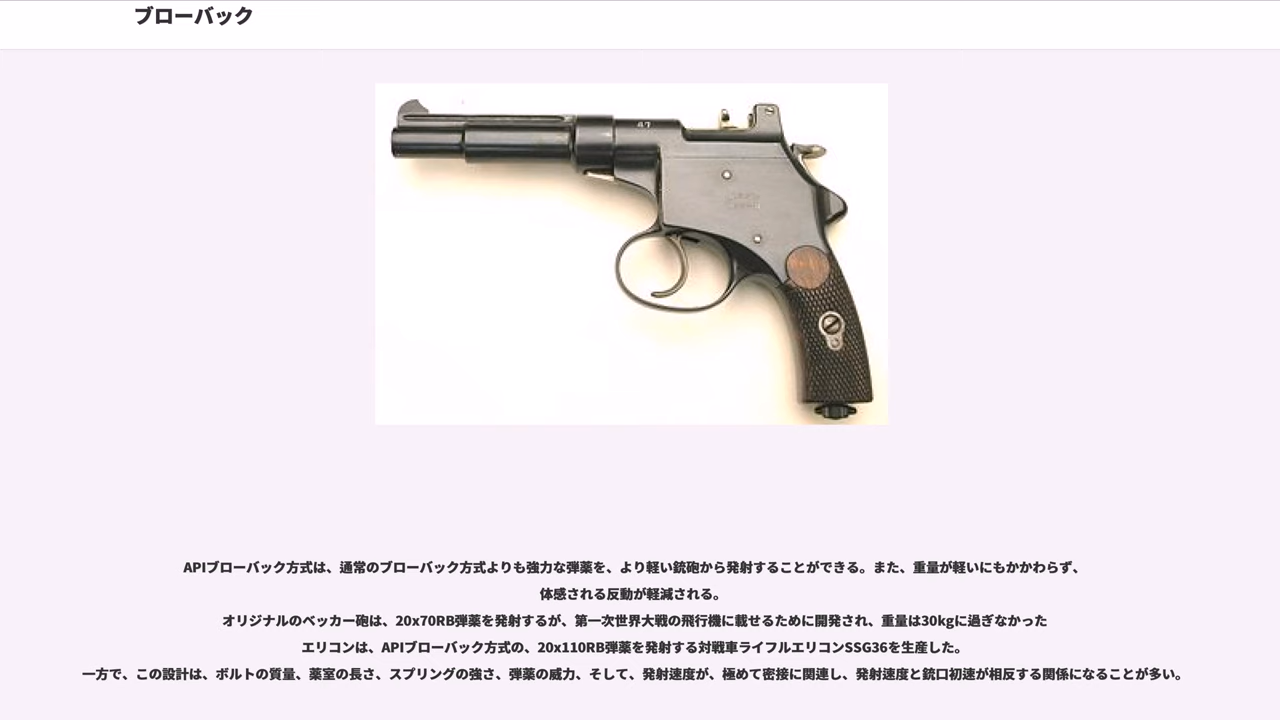 ブローバック
47
APIブローバック方式は、通常のブローバック方式よりも強力な弾薬を、より軽い銃砲から発射することができる。また、重量が軽いにもかかわらず、
体感される反動が軽減される。
オリジナルのベッカー砲は、20x70RB弾薬を発射するが、第一次世界大戦の飛行機に載せるために開発され、重量は30kgに過ぎなかった
エリコンは、APIブローバック方式の、20x110RB弾薬を発射する対戦車ライフルエリコンSSG36を生産した。
一方で、この設計は、ボルトの質量、薬室の長さ、スプリングの強さ、弾薬の威力、そして、発射速度が、極めて密接に関連し、発射速度と銃口初速が相反する関係になることが多い。